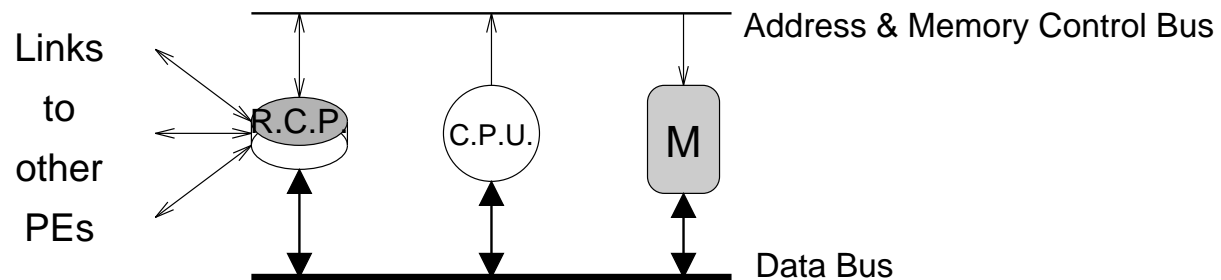 Address & Memory Control Bus
Links
to
other
PEs
R.C.P.
C.P.U.
M
Data Bus